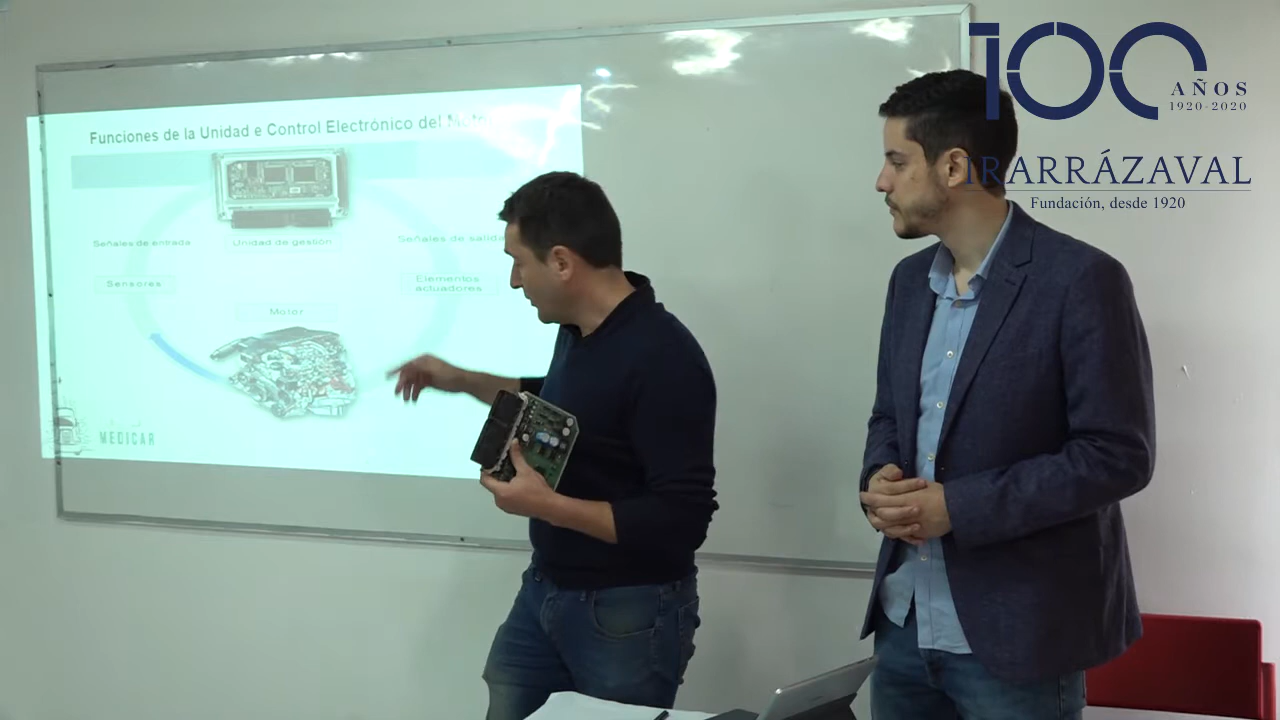 100
AÑOS
1920-2020
IRARRÁZAVAL
Fundación, desde 1920
Funciones de la Unidad e Control Electrónico del Motor
Señales de entrada
Unidad de gestión
Señales de salida
Sensores
Elementos
actuadores
Motor
MEDICAR